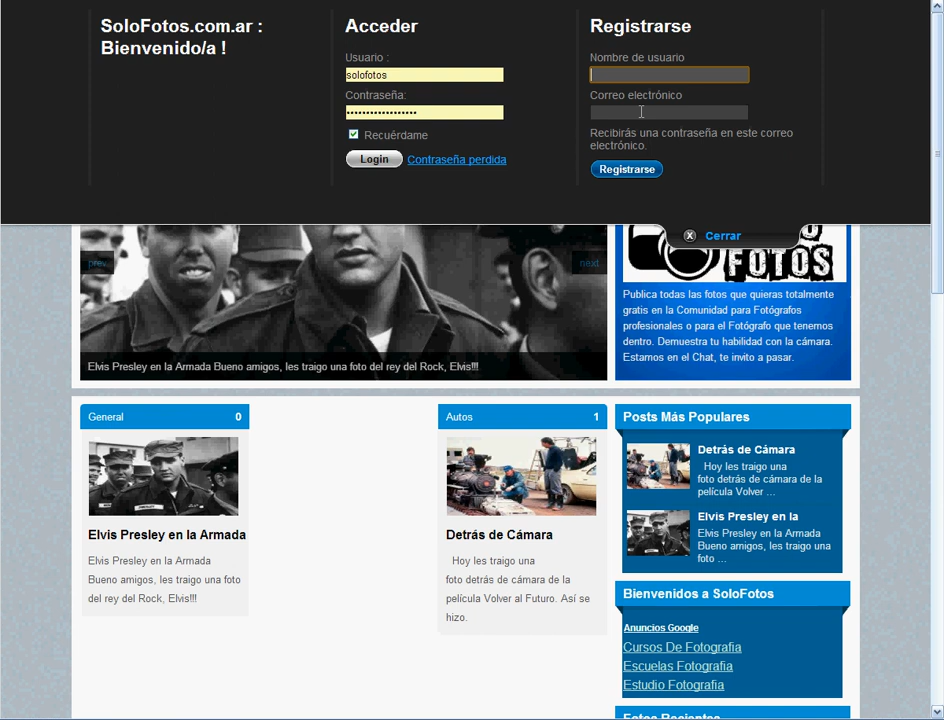 SoloFotos.com.ar :
Bienvenido/a !
Acceder
Usuario :
solofotos
Contraseña:
••••••••••••••••••
Recuérdame
Login
Contraseña perdida
Registrarse
Nombre de usuario
Correo electrónico
Recibirás una contraseña en este correo
electrónico.
Registrarse
Cerrar
prev
next
Elvis Presley en la Armada Bueno amigos, les traigo una foto del rey del Rock, Elvis!!!
FOTOS
Publica todas las fotos que quieras totalmente
gratis en la Comunidad para Fotógrafos
profesionales o para el Fotógrafo que tenemos
dentro. Demuestra tu habilidad con la cámara.
Estamos en el Chat, te invito a pasar.
General 0
Elvis Presley en la Armada
Elvis Presley en la Armada
Bueno amigos, les traigo una foto
del rey del Rock, Elvis!!!
Autos 1
Detrás de Cámara
Hoy les traigo una
foto detrás de cámara de la
película Volver al Futuro. Así se
hizo.
Posts Más Populares
Detrás de Cámara
Hoy les traigo una
foto detrás de cámara de la
película Volver ...
Elvis Presley en la
Elvis Presley en la Armada
Bueno amigos, les traigo una
foto ...
Bienvenidos a SoloFotos
Anuncios Google
Cursos De Fotografia
Escuelas Fotografia
Estudio Fotografia
Fotos Recientes